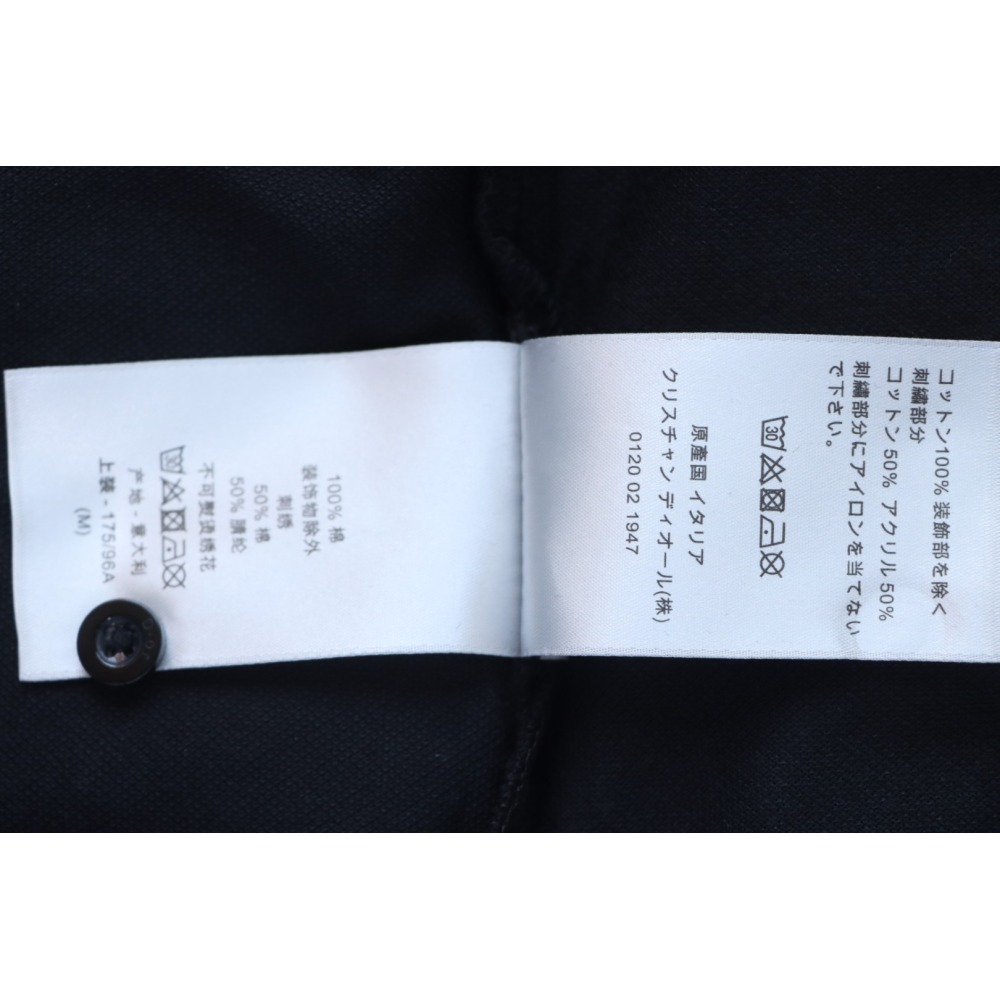 100% 棉
装饰物除外
刺绣
50% 棉
50% 腈纶
不可熨烫绣花
30
产地 - 意大利
上装 - 175/96A
(M)
コットン100% 装飾部を除く
刺繍部分
コットン 50% アクリル 50%
刺繍部分にアイロンを当てない
で下さい。
30
原産国 イタリア
クリスチャン ディオール(株)
0120 02 1947